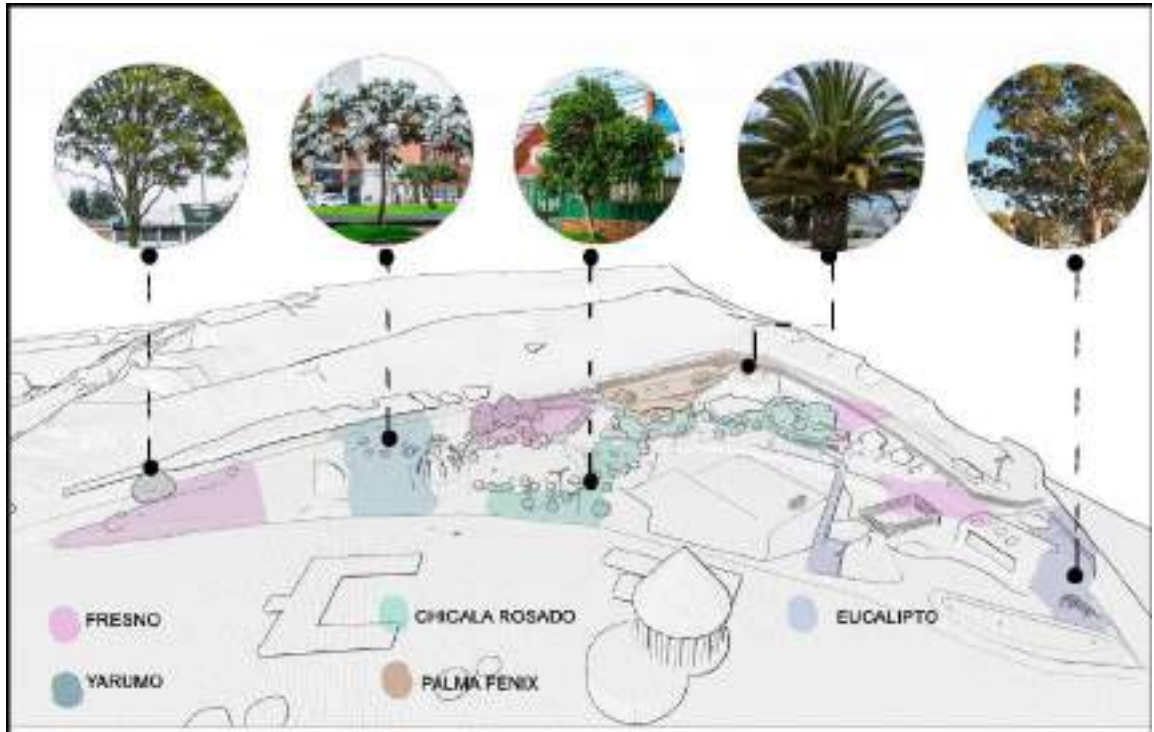 FRESNO
CHICALA ROSADO
EUCALIPTO
YARUMO
PALMA FENIX